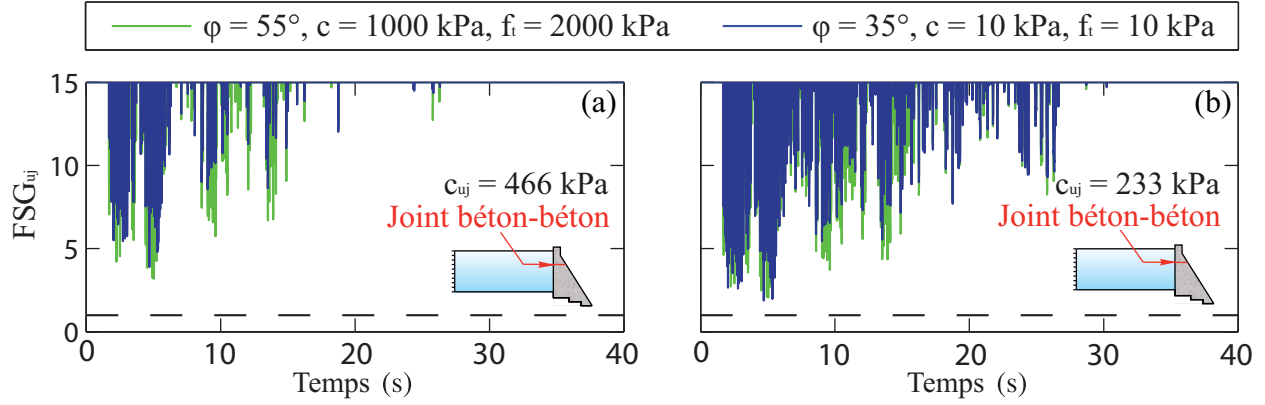 φ = 55°, c = 1000 kPa, fₜ = 2000 kPa
φ = 35°, c = 10 kPa, fₜ = 10 kPa
FSGᵤⱼ
15
10
5
0
(a)
cᵤⱼ = 466 kPa
Joint béton-béton
0 10 20 30 40
Temps (s)
(b)
cᵤⱼ = 233 kPa
Joint béton-béton
0 10 20 30 40
Temps (s)